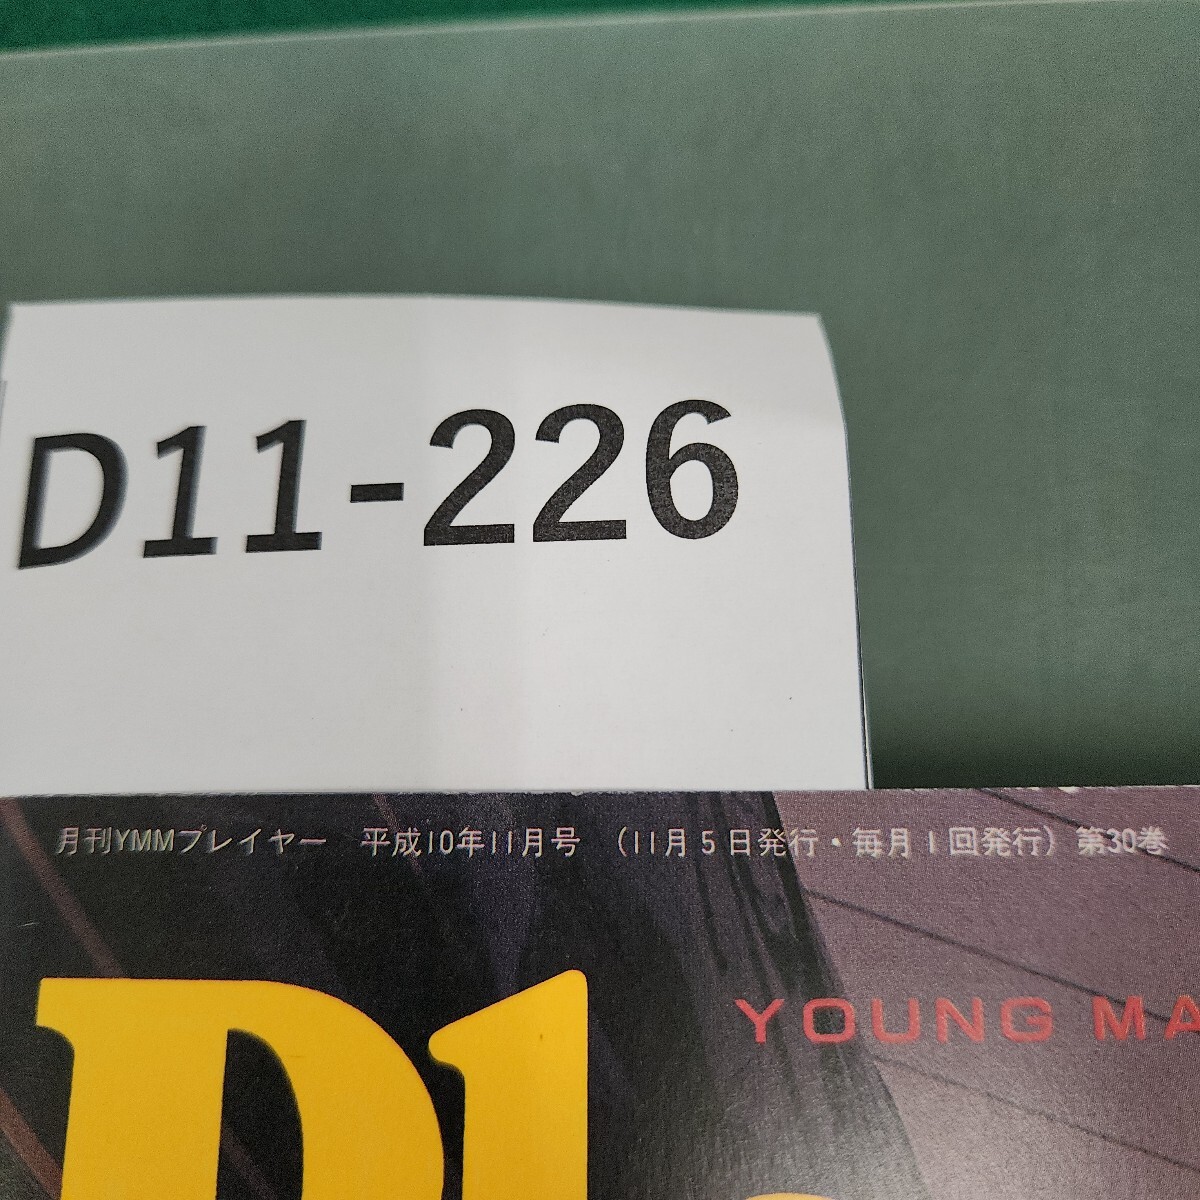 D11-226
月刊YMMプレイヤー　平成10年11月号　（11月5日発行・毎月1回発行）第30巻
YOUNG MA
Pl